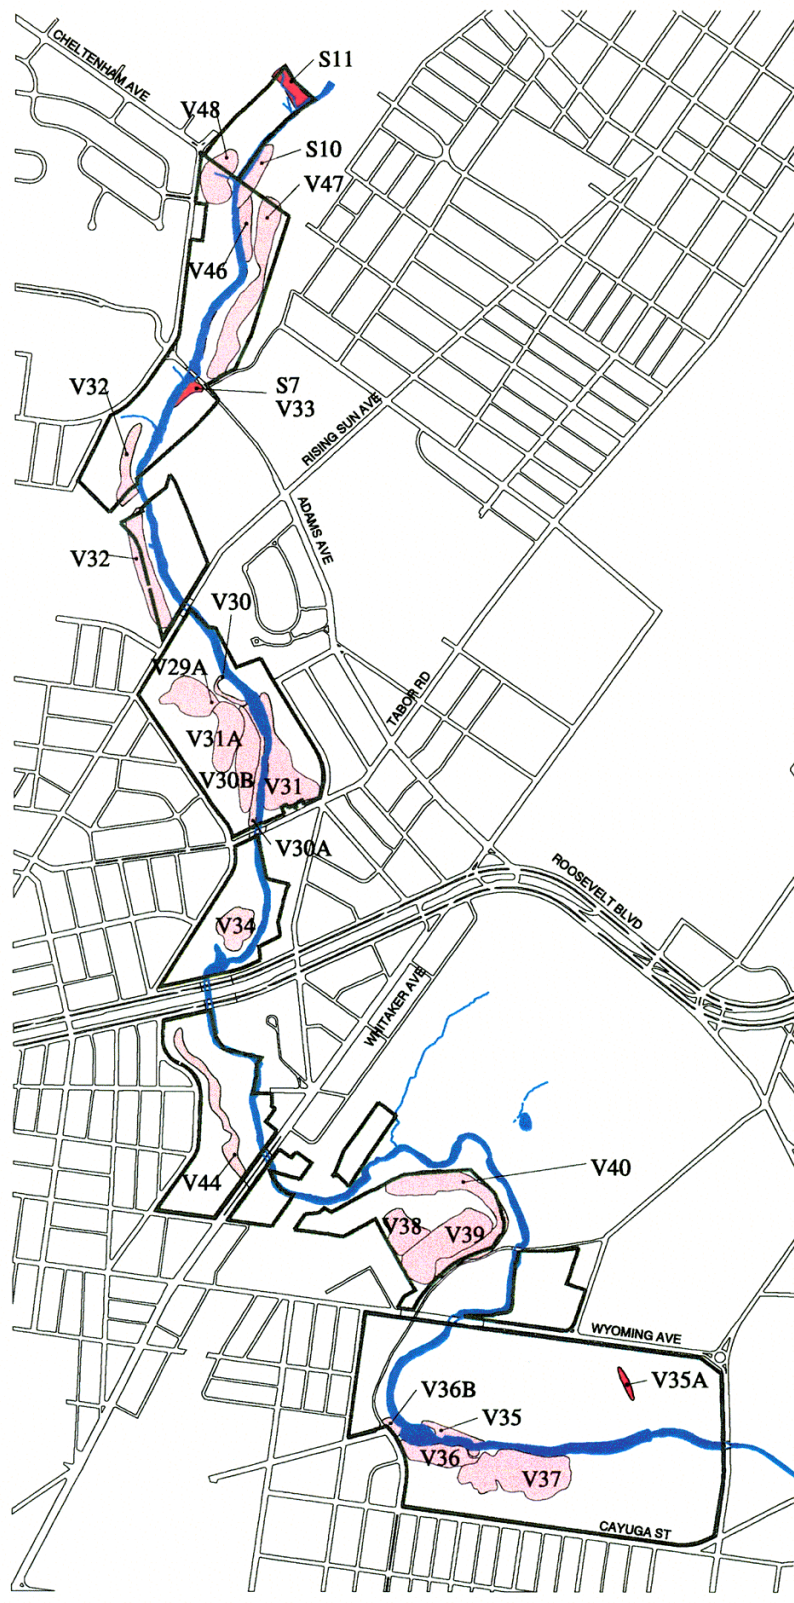 CHELTENHAM AVE
S11
V48
S10
V47
V46
V32
S7
V33
RISING SUN AVE
ADAMS AVE
V32
V30
V29A
TABOR RD
V31A
V30B
V31
V30A
ROOSEVELT BLVD
V34
WHITAKER AVE
V40
V44
V38
V39
WYOMING AVE
V35A
V36B
V35
V36
V37
CAYUGA ST